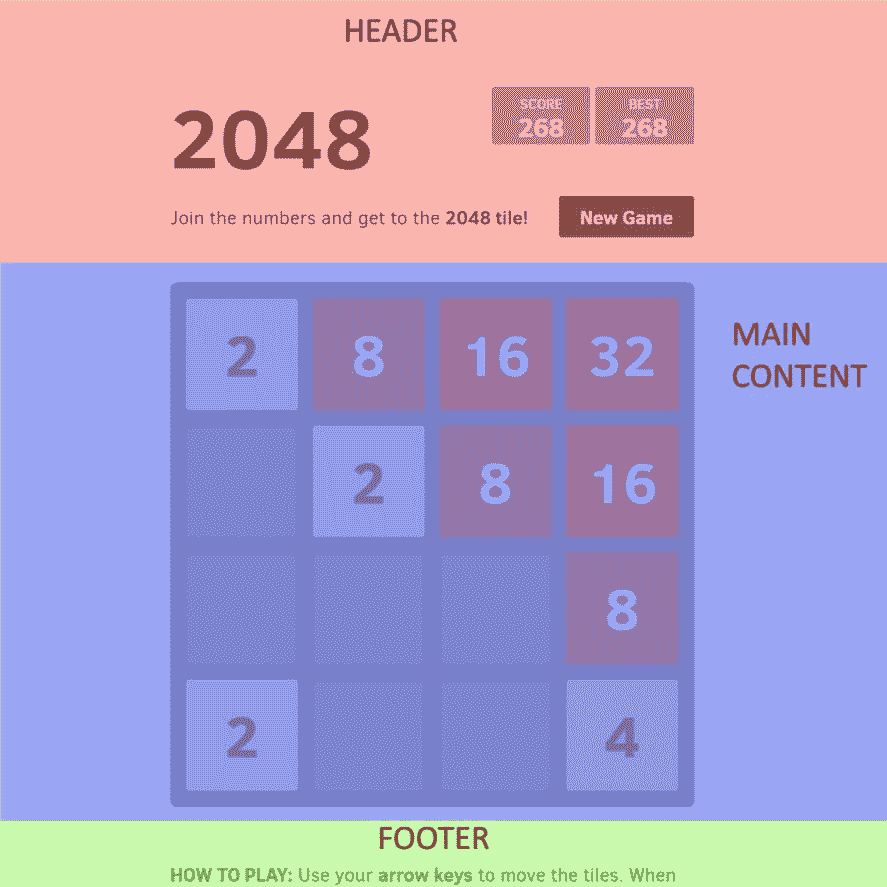 HEADER
2048
SCORE
268
BEST
268
Join the numbers and get to the 2048 tile!
New Game
2 8 16 32
2 8 16
8
2 4
MAIN
CONTENT
FOOTER
HOW TO PLAY: Use your arrow keys to move the tiles. When